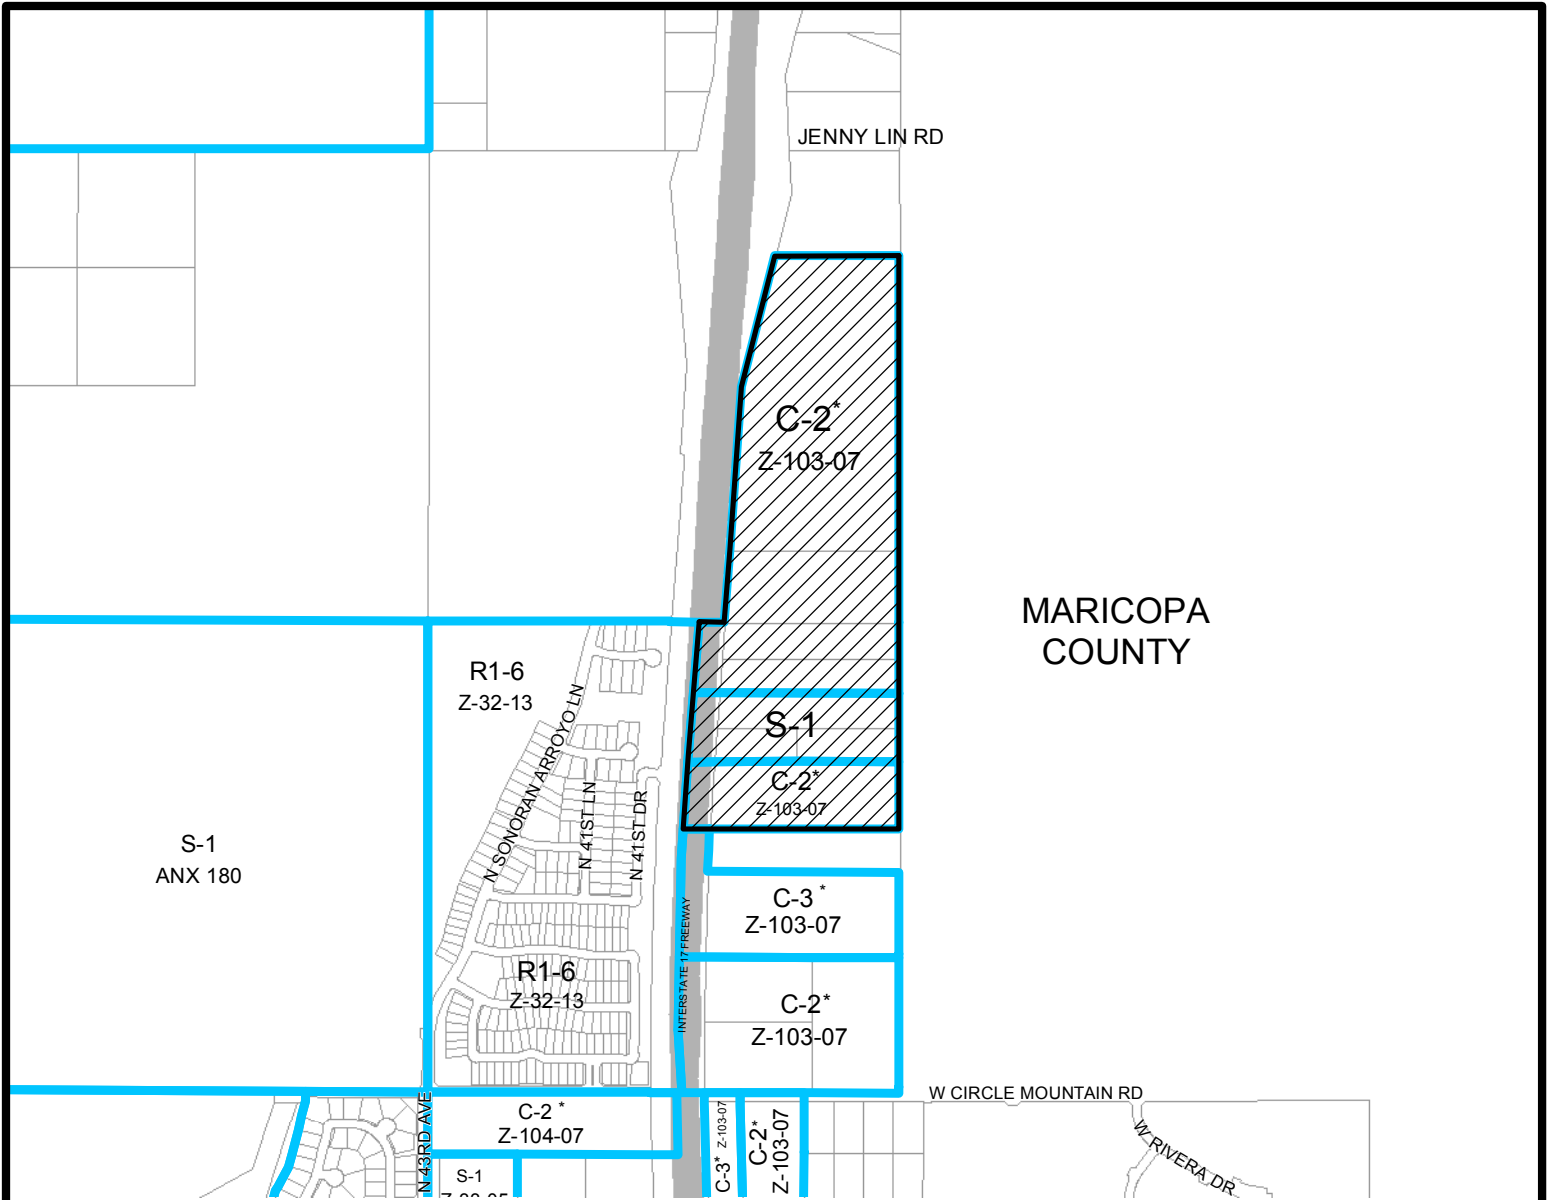 JENNY LIN RD
C-2*
Z-103-07
MARICOPA
COUNTY
R1-6
Z-32-13
N SONORAN ARROYO LN
N 41ST LN
N 41ST DR
S-1
C-2*
Z-103-07
S-1
ANX 180
INTERSTATE 17 FREEWAY
C-3 *
Z-103-07
R1-6
Z-32-13
C-2*
Z-103-07
W CIRCLE MOUNTAIN RD
N 43RD AVE
C-2 *
Z-104-07
C-3* Z-103-07
C-2*
Z-103-07
W RIVERA DR
S-1